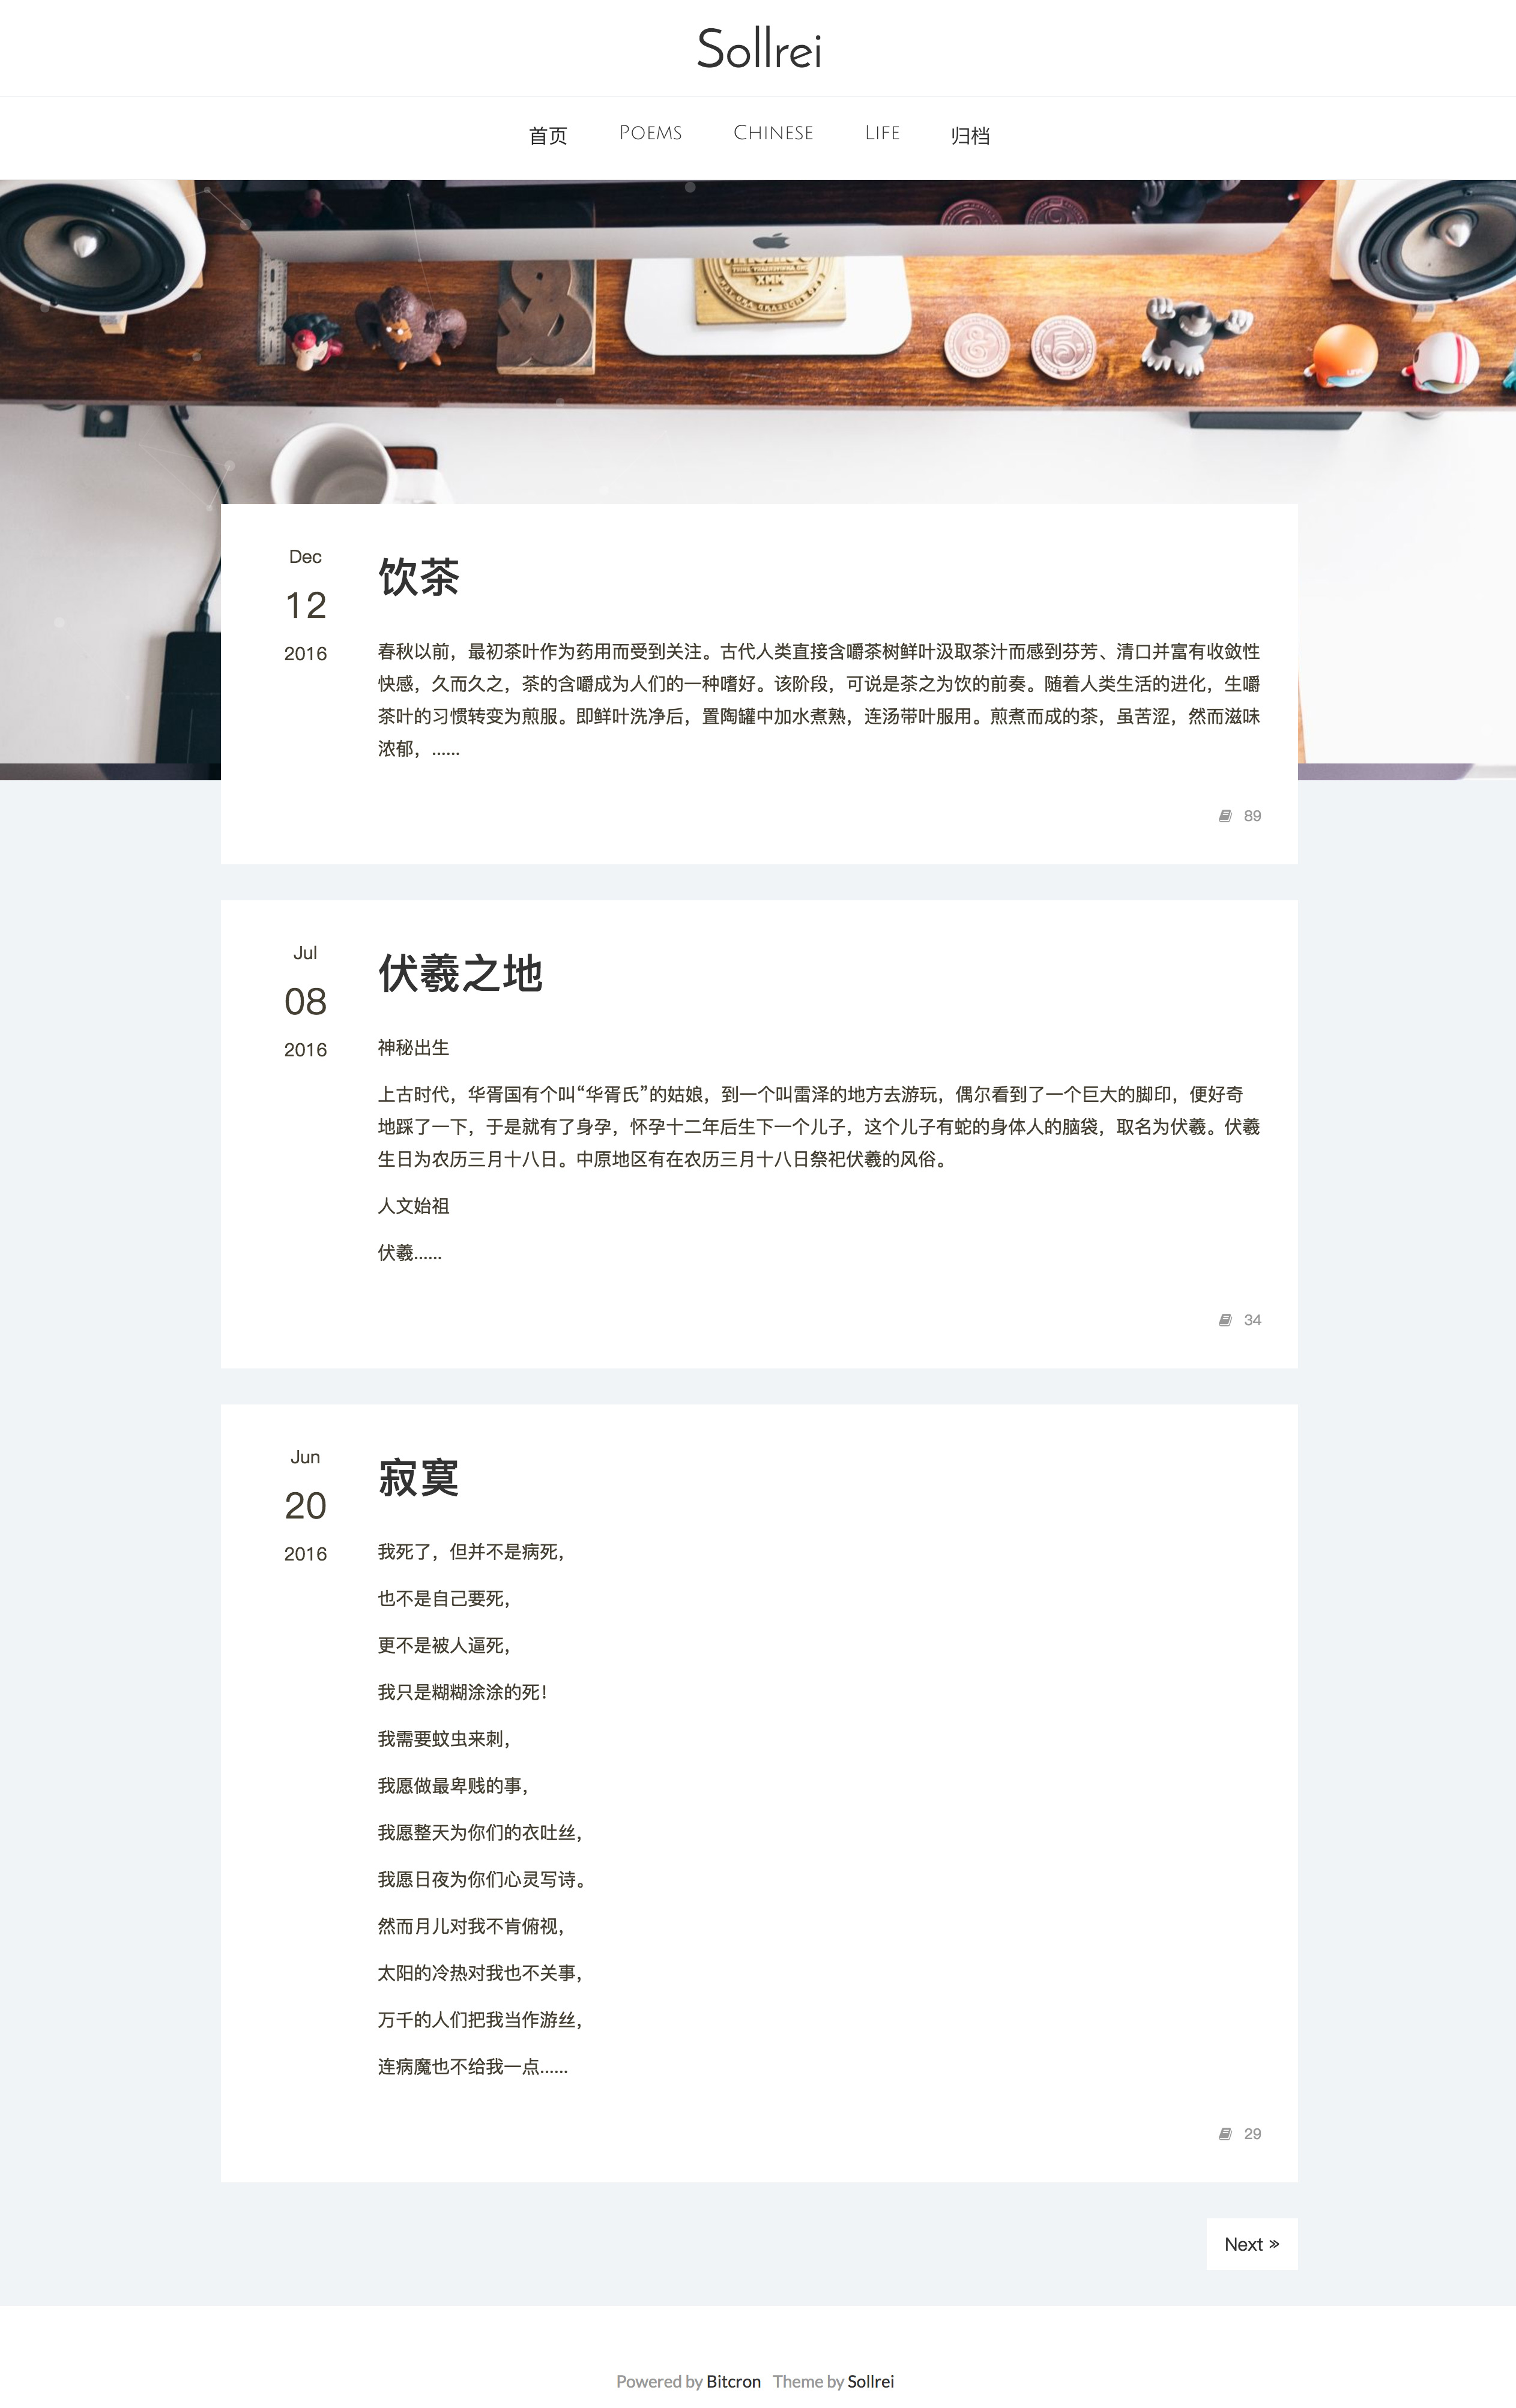 Sollrei
首页 Poems Chinese Life 归档
Dec
12
2016
饮茶
春秋以前，最初茶叶作为药用而受到关注。古代人类直接含嚼茶树鲜叶汲取茶汁而感到芬芳、清口并富有收敛性
快感，久而久之，茶的含嚼成为人们的一种嗜好。该阶段，可说是茶之为饮的前奏。随着人类生活的进化，生嚼
茶叶的习惯转变为煎服。即鲜叶洗净后，置陶罐中加水煮熟，连汤带叶服用。煎煮而成的茶，虽苦涩，然而滋味
浓郁，......
89
Jul
08
2016
伏羲之地
神秘出生
上古时代，华胥国有个叫“华胥氏”的姑娘，到一个叫雷泽的地方去游玩，偶尔看到了一个巨大的脚印，便好奇
地踩了一下，于是就有了身孕，怀孕十二年后生下一个儿子，这个儿子有蛇的身体人的脑袋，取名为伏羲。伏羲
生日为农历三月十八日。中原地区有在农历三月十八日祭祀伏羲的风俗。
人文始祖
伏羲......
34
Jun
20
2016
寂寞
我死了，但并不是病死，
也不是自己要死，
更不是被人逼死，
我只是糊糊涂涂的死！
我需要蚊虫来刺，
我愿做最卑贱的事，
我愿整天为你们的衣吐丝，
我愿日夜为你们心灵写诗。
然而月儿对我不肯俯视，
太阳的冷热对我也不关事，
万千的人们把我当作游丝，
连病魔也不给我一点......
29
Next »
Powered by Bitcron Theme by Sollrei